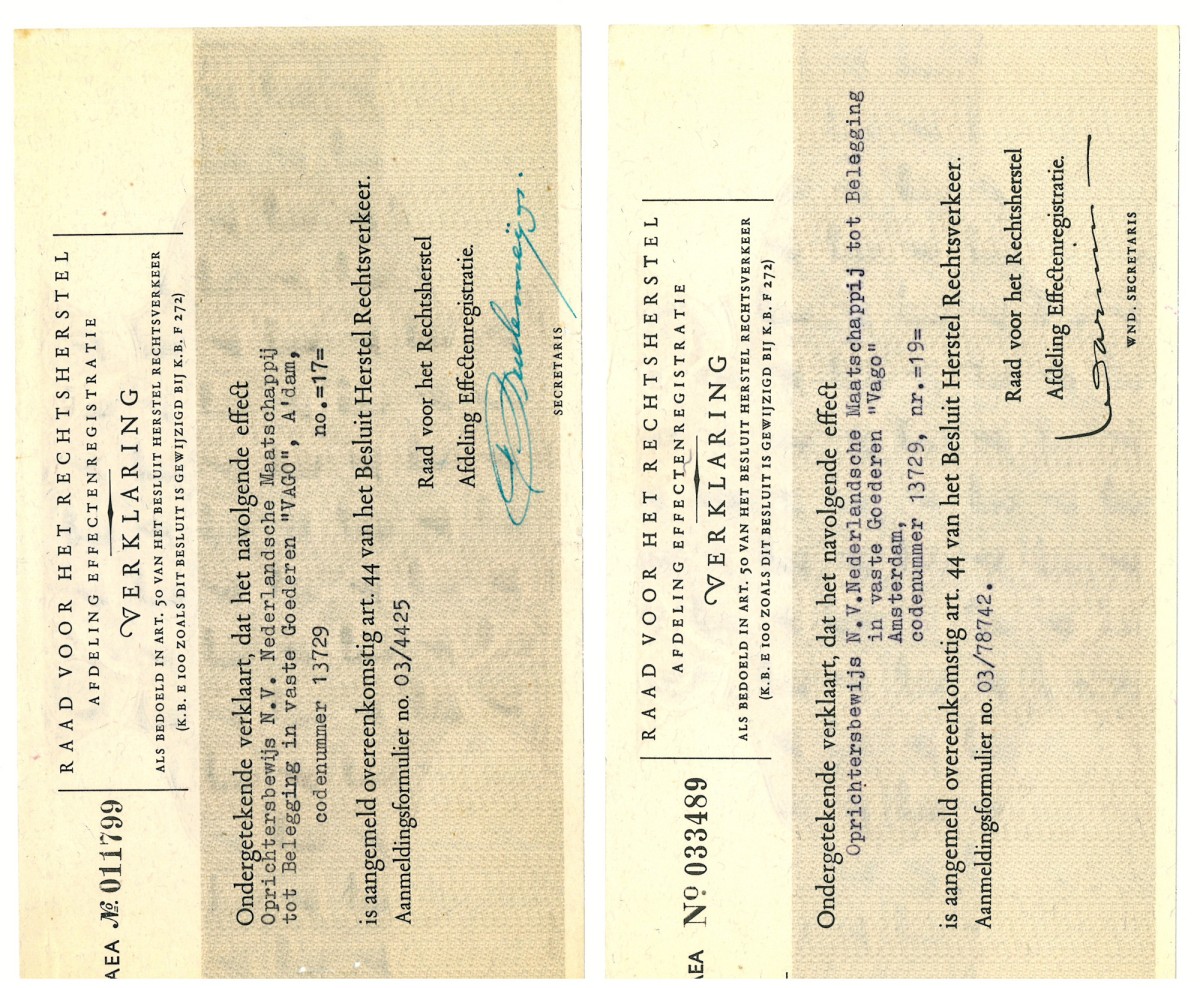 AEA No. 011799
RAAD VOOR HET RECHTSHERSTEL
AFDELING EFFECTENREGISTRATIE
VERKLARING
ALS BEDOELD IN ART. 50 VAN HET BESLUIT HERSTEL RECHTSVERKEER
(K.B. E 100 ZOALS DIT BESLUIT IS GEWIJZIGD BIJ K.B. F 272)
Ondergetekende verklaart, dat het navolgende effect
Oprichtersbewijs N.V. Nederlandsche Maatschappij
tot Belegging in vaste Goederen "VAGO", A'dam,
codenummer 13729 no.=17=
is aangemeld overeenkomstig art. 44 van het Besluit Herstel Rechtsverkeer.
Aanmeldingsformulier no. 03/4425
Raad voor het Rechtsherstel
Afdeling Effectenregistratie.
SECRETARIS
AEA No. 033489
RAAD VOOR HET RECHTSHERSTEL
AFDELING EFFECTENREGISTRATIE
VERKLARING
ALS BEDOELD IN ART. 50 VAN HET BESLUIT HERSTEL RECHTSVERKEER
(K.B. E 100 ZOALS DIT BESLUIT IS GEWIJZIGD BIJ K.B. F 272)
Ondergetekende verklaart, dat het navolgende effect
Oprichtersbewijs N.V.Nederlandsche Maatschappij tot Belegging
in vaste Goederen "Vago"
Amsterdam,
codenummer 13729, nr.=19=
is aangemeld overeenkomstig art. 44 van het Besluit Herstel Rechtsverkeer.
Aanmeldingsformulier no. 03/78742.
Raad voor het Rechtsherstel
Afdeling Effectenregistratie.
WND. SECRETARIS